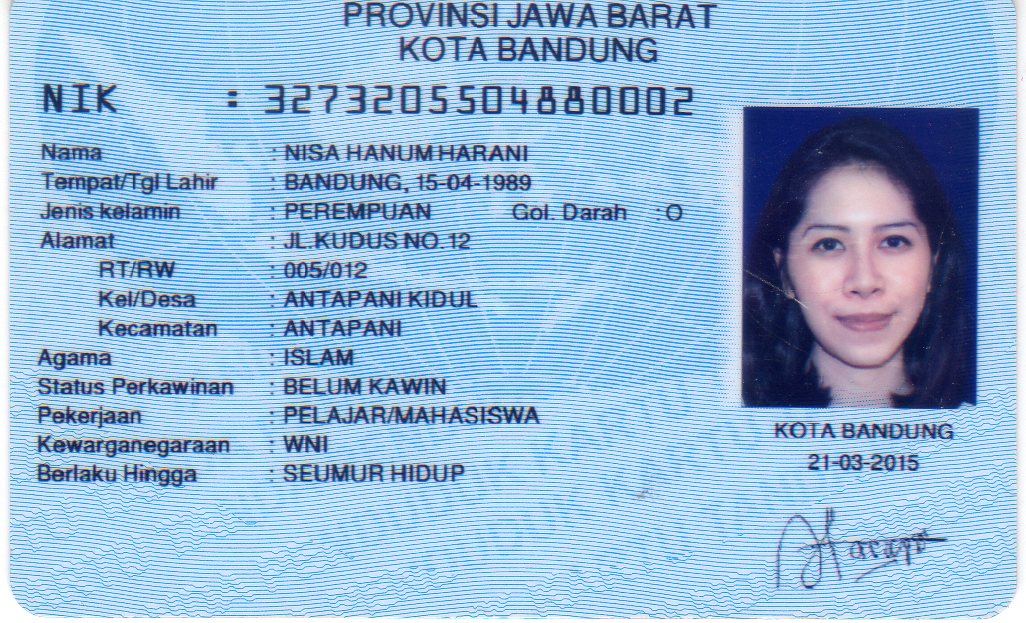 PROVINSI JAWA BARAT
KOTA BANDUNG
NIK : 3273205504880002
Nama : NISA HANUM HARANI
Tempat/Tgl Lahir : BANDUNG, 15-04-1989
Jenis kelamin : PEREMPUAN Gol. Darah : O
Alamat : JL.KUDUS NO.12
RT/RW : 005/012
Kel/Desa : ANTAPANI KIDUL
Kecamatan : ANTAPANI
Agama : ISLAM
Status Perkawinan : BELUM KAWIN
Pekerjaan : PELAJAR/MAHASISWA
Kewarganegaraan : WNI
Berlaku Hingga : SEUMUR HIDUP
KOTA BANDUNG
21-03-2015